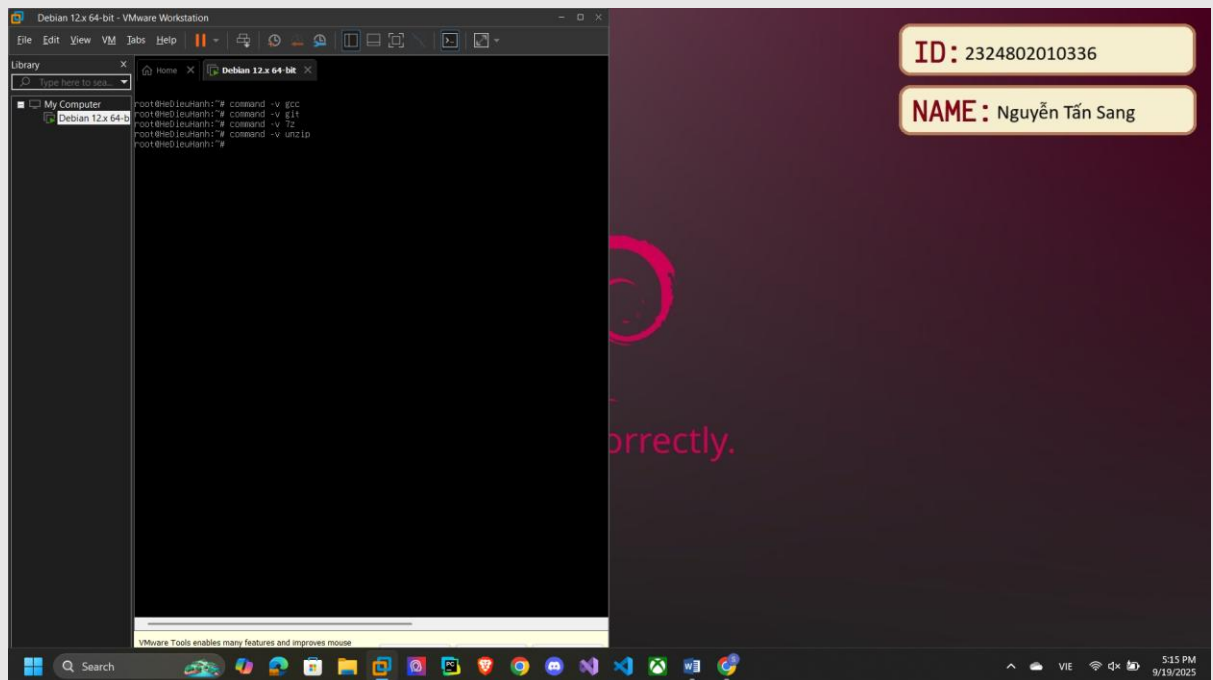 Debian 12.x 64-bit - VMware Workstation
File Edit View VM Tabs Help
Library X
Home X Debian 12.x 64-bit X
Type here to sea...
My Computer
Debian 12.x 64-b
root@HeDieuHanh:~# command -v gcc
root@HeDieuHanh:~# command -v git
root@HeDieuHanh:~# command -v 7z
root@HeDieuHanh:~# command -v unzip
root@HeDieuHanh:~#
ID: 2324802010336
NAME: Nguyễn Tấn Sang
orrectly.
VMware Tools enables many features and improves mouse
Search
VIE
5:15 PM
9/19/2025